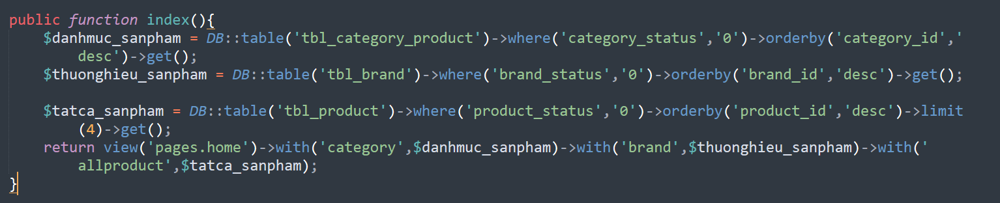 public function index(){
$danhmuc_sanpham = DB::table('tbl_category_product')->where('category_status','0')->orderby('category_id','
desc')->get();
$thuonghieu_sanpham = DB::table('tbl_brand')->where('brand_status','0')->orderby('brand_id','desc')->get();
$tatca_sanpham = DB::table('tbl_product')->where('product_status','0')->orderby('product_id','desc')->limit
(4)->get();
return view('pages.home')->with('category',$danhmuc_sanpham)->with('brand',$thuonghieu_sanpham)->with('
allproduct',$tatca_sanpham);
}